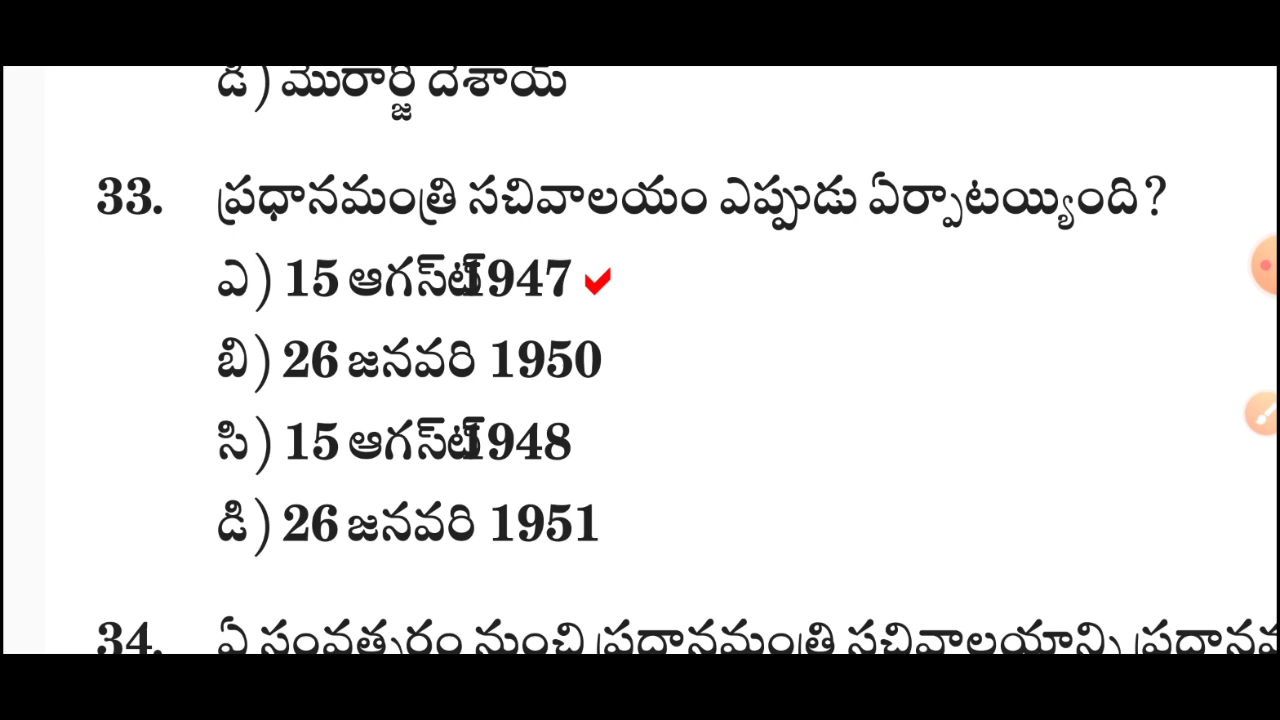 డి) మొరార్జీ దేశాయ్
33. ప్రధానమంత్రి సచివాలయం ఎప్పుడు ఏర్పాటయ్యింది?
ఎ) 15 ఆగస్ట్ 1947
బి) 26 జనవరి 1950
సి) 15 ఆగస్ట్ 1948
డి) 26 జనవరి 1951
34. ఏ సంవత్సరం నుంచి ప్రధానమంత్రి సచివాలయాన్ని